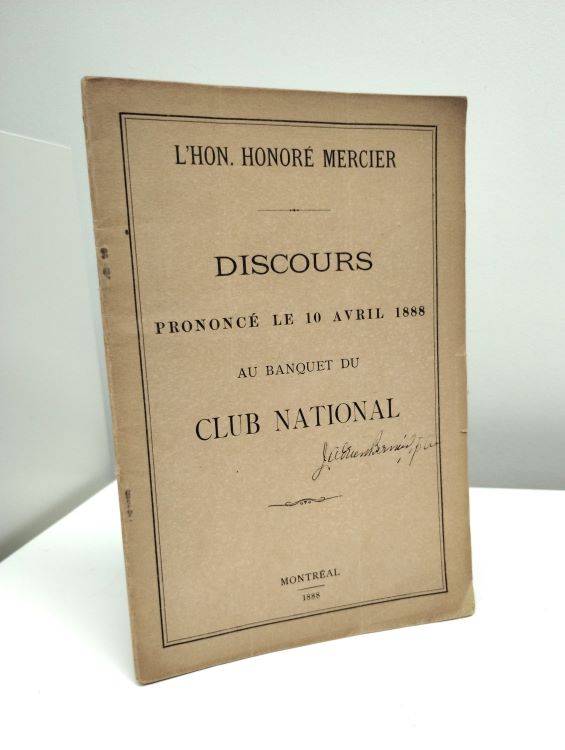 L'HON. HONORÉ MERCIER
DISCOURS
PRONONCÉ LE 10 AVRIL 1888
AU BANQUET DU
CLUB NATIONAL
MONTRÉAL
1888